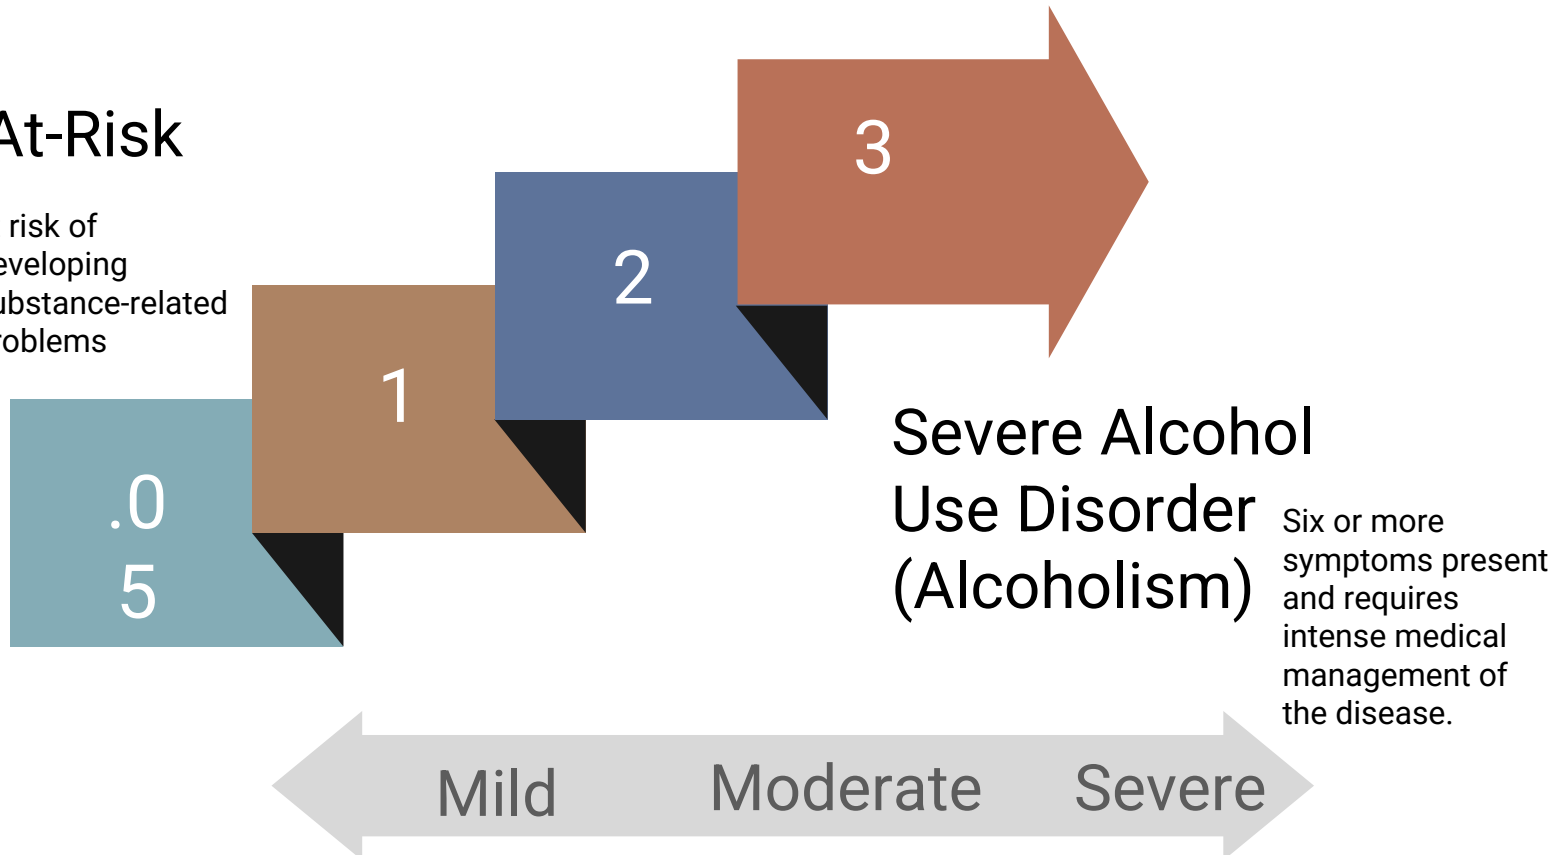 At-Risk
risk of
eveloping
ubstance-related
roblems
.0
5
1
2
3
Severe Alcohol
Use Disorder
(Alcoholism)
Six or more
symptoms present
and requires
intense medical
management of
the disease.
Mild
Moderate
Severe